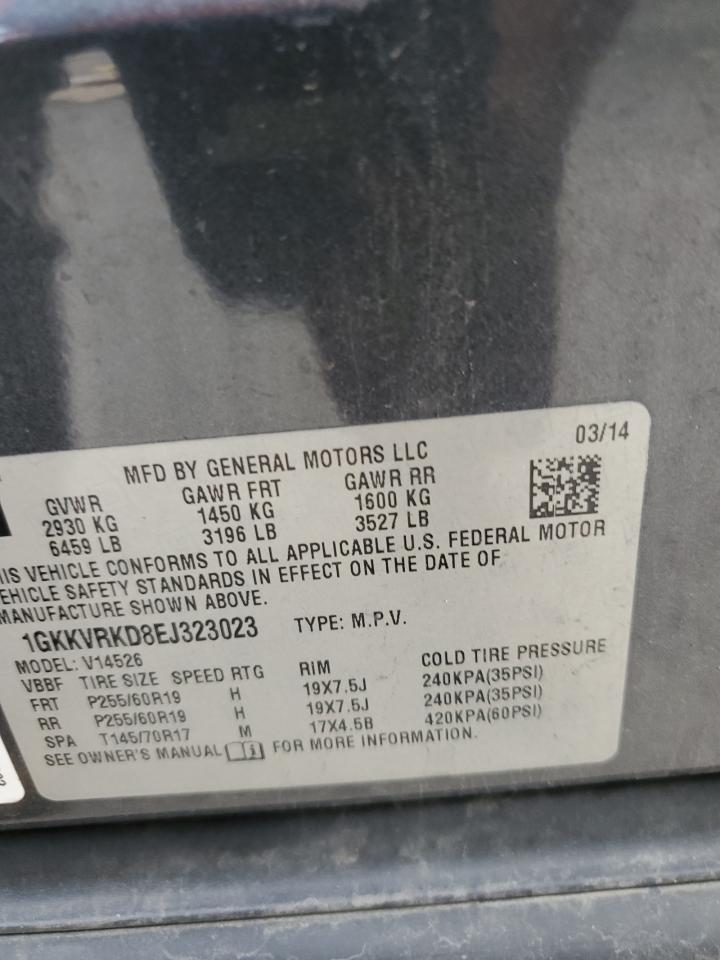 MFD BY GENERAL MOTORS LLC 03/14
GVWR GAWR FRT GAWR RR
2930 KG 1450 KG 1600 KG
6459 LB 3196 LB 3527 LB
HIS VEHICLE CONFORMS TO ALL APPLICABLE U.S. FEDERAL MOTOR
EHICLE SAFETY STANDARDS IN EFFECT ON THE DATE OF
MANUFACTURE SHOWN ABOVE.
1GKKVRKD8EJ323023 TYPE: M.P.V.
MODEL: V14526
VBBF TIRE SIZE SPEED RTG RIM COLD TIRE PRESSURE
FRT P255/60R19 H 19X7.5J 240KPA(35PSI)
RR P255/60R19 H 19X7.5J 240KPA(35PSI)
SPA T145/70R17 M 17X4.5B 420KPA(60PSI)
SEE OWNER'S MANUAL FOR MORE INFORMATION.